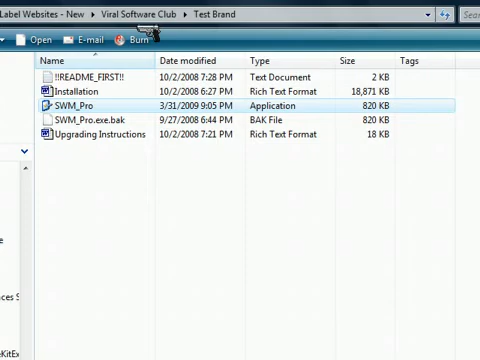 Label Websites - New Viral Software Club Test Brand
Open E-mail Burn
Name Date modified Type Size Tags
!!README_FIRST!! 10/2/2008 7:28 PM Text Document 2 KB
Installation 10/2/2008 6:27 PM Rich Text Format 18,871 KB
SWM_Pro 3/31/2009 9:05 PM Application 820 KB
SWM_Pro.exe.bak 9/27/2008 6:44 PM BAK File 820 KB
Upgrading Instructions 10/2/2008 7:21 PM Rich Text Format 18 KB